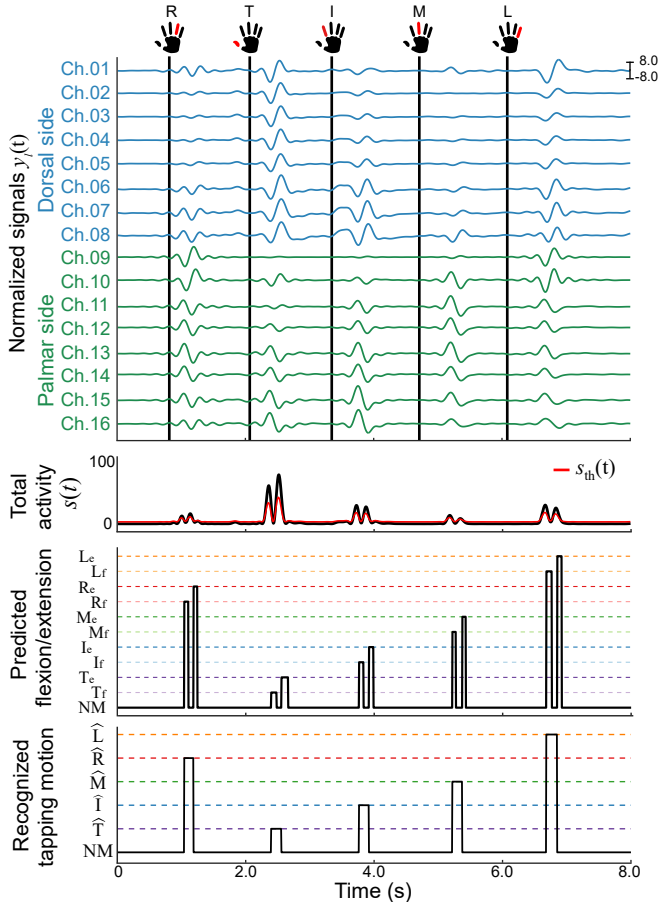 R T I M L
8.0
-8.0
Normalized signals yᵢ(t)
Dorsal side
Palmar side
Ch.01
Ch.02
Ch.03
Ch.04
Ch.05
Ch.06
Ch.07
Ch.08
Ch.09
Ch.10
Ch.11
Ch.12
Ch.13
Ch.14
Ch.15
Ch.16
Total
activity
s(t)
100
0
s_th(t)
Predicted
flexion/extension
Le
Lf
Re
Rf
Me
Mf
Ie
If
Te
Tf
NM
Recognized
tapping motion
L̂
R̂
M̂
Î
T̂
NM
0 2.0 4.0 6.0 8.0
Time (s)